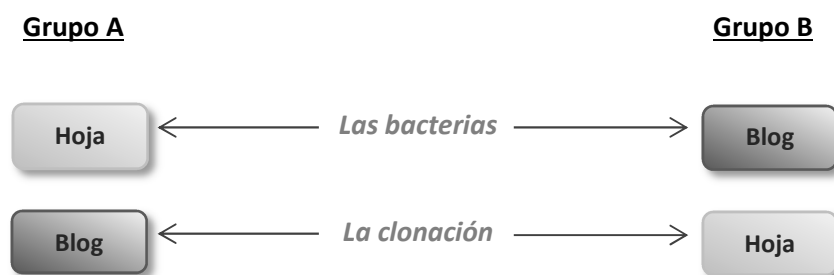 Grupo A Grupo B
Hoja Las bacterias Blog
Blog La clonación Hoja